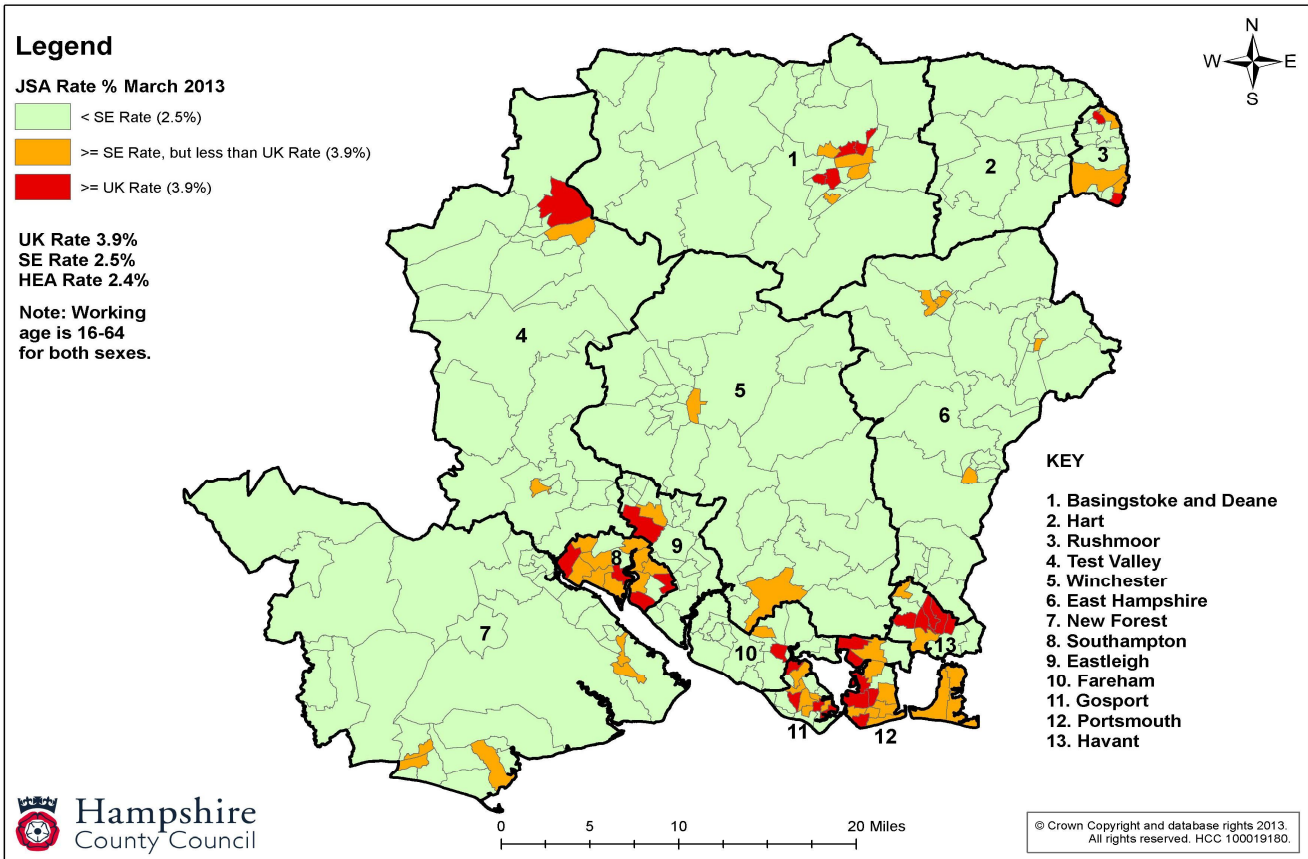 Legend
JSA Rate % March 2013
< SE Rate (2.5%)
>= SE Rate, but less than UK Rate (3.9%)
>= UK Rate (3.9%)
UK Rate 3.9%
SE Rate 2.5%
HEA Rate 2.4%
Note: Working
age is 16-64
for both sexes.
N
W E
S
1
2
3
4
5
6
7
8
9
10
11
12
13
KEY
1. Basingstoke and Deane
2. Hart
3. Rushmoor
4. Test Valley
5. Winchester
6. East Hampshire
7. New Forest
8. Southampton
9. Eastleigh
10. Fareham
11. Gosport
12. Portsmouth
13. Havant
Hampshire
County Council
0 5 10 20 Miles
© Crown Copyright and database rights 2013.
All rights reserved. HCC 100019180.